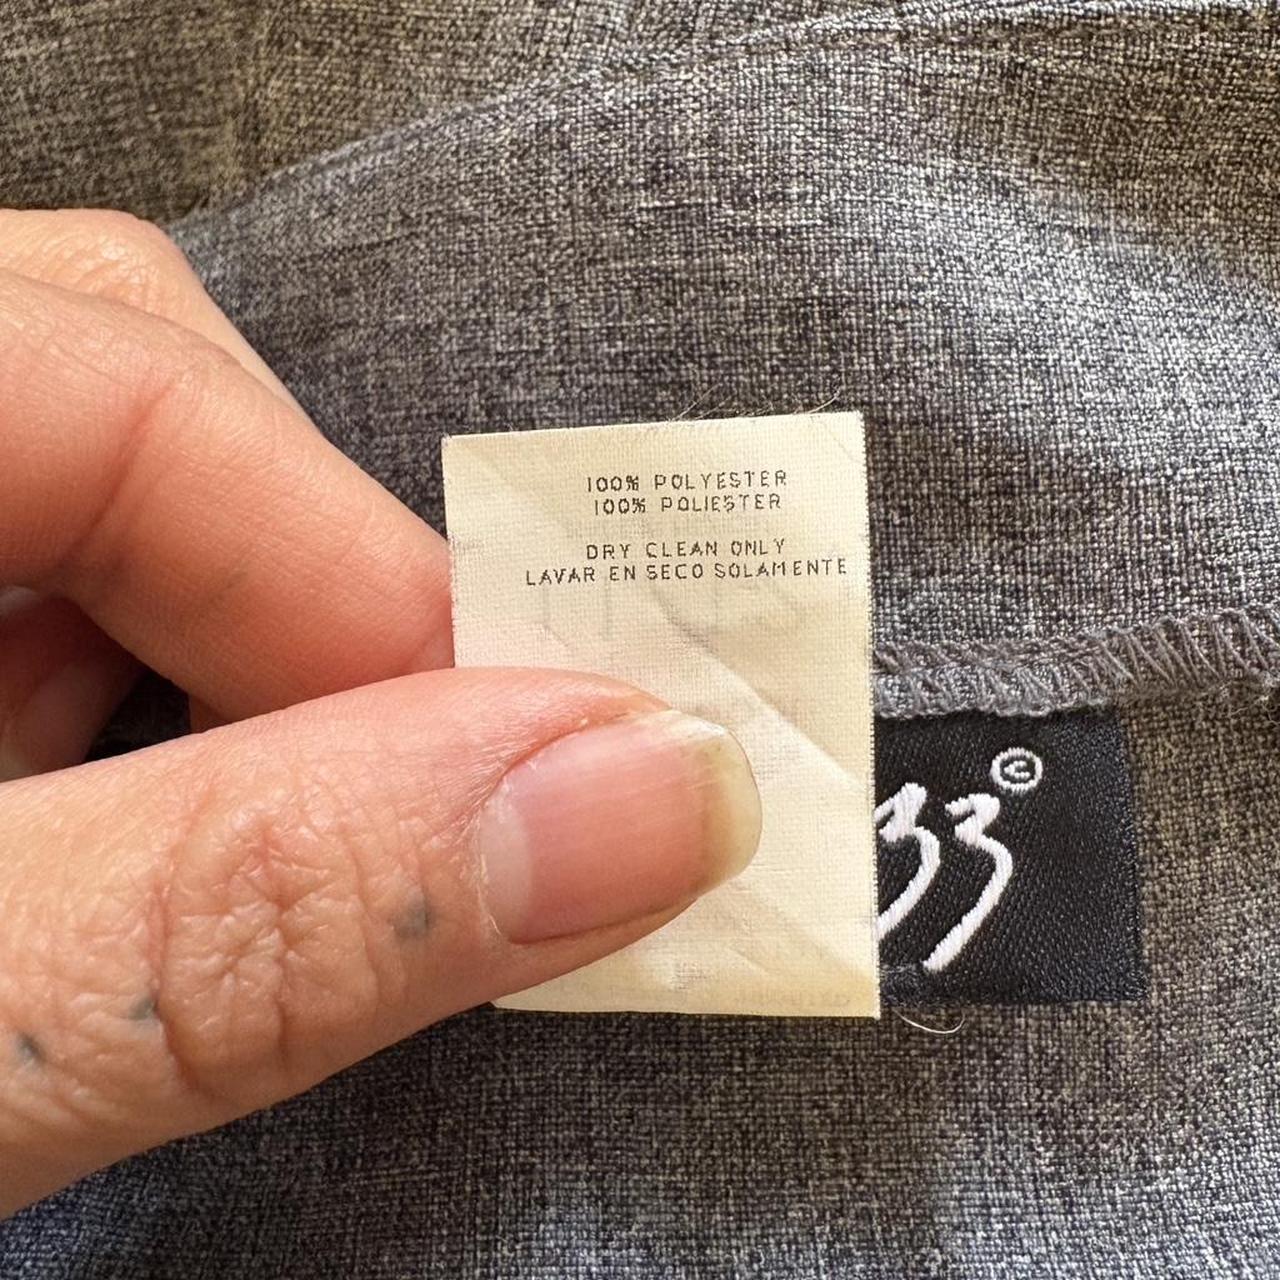 100% POLYESTER
100% POLIESTER
DRY CLEAN ONLY
LAVAR EN SECO SOLAMENTE
©